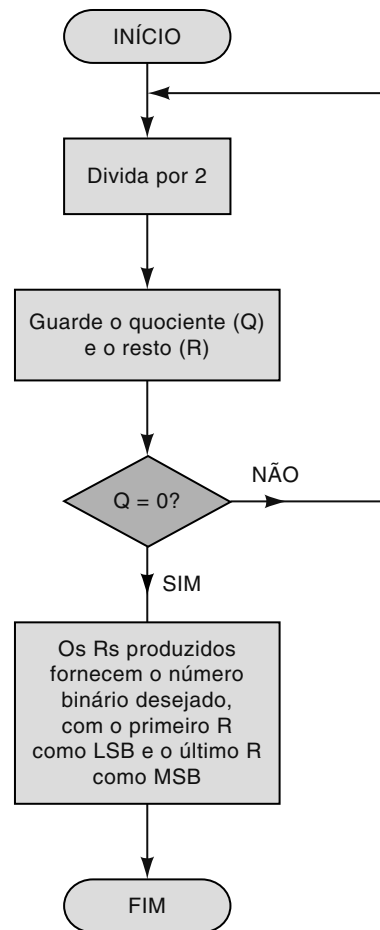 INÍCIO
Divida por 2
Guarde o quociente (Q)
e o resto (R)
Q = 0?
NÃO
SIM
Os Rs produzidos
fornecem o número
binário desejado,
com o primeiro R
como LSB e o último R
como MSB
FIM